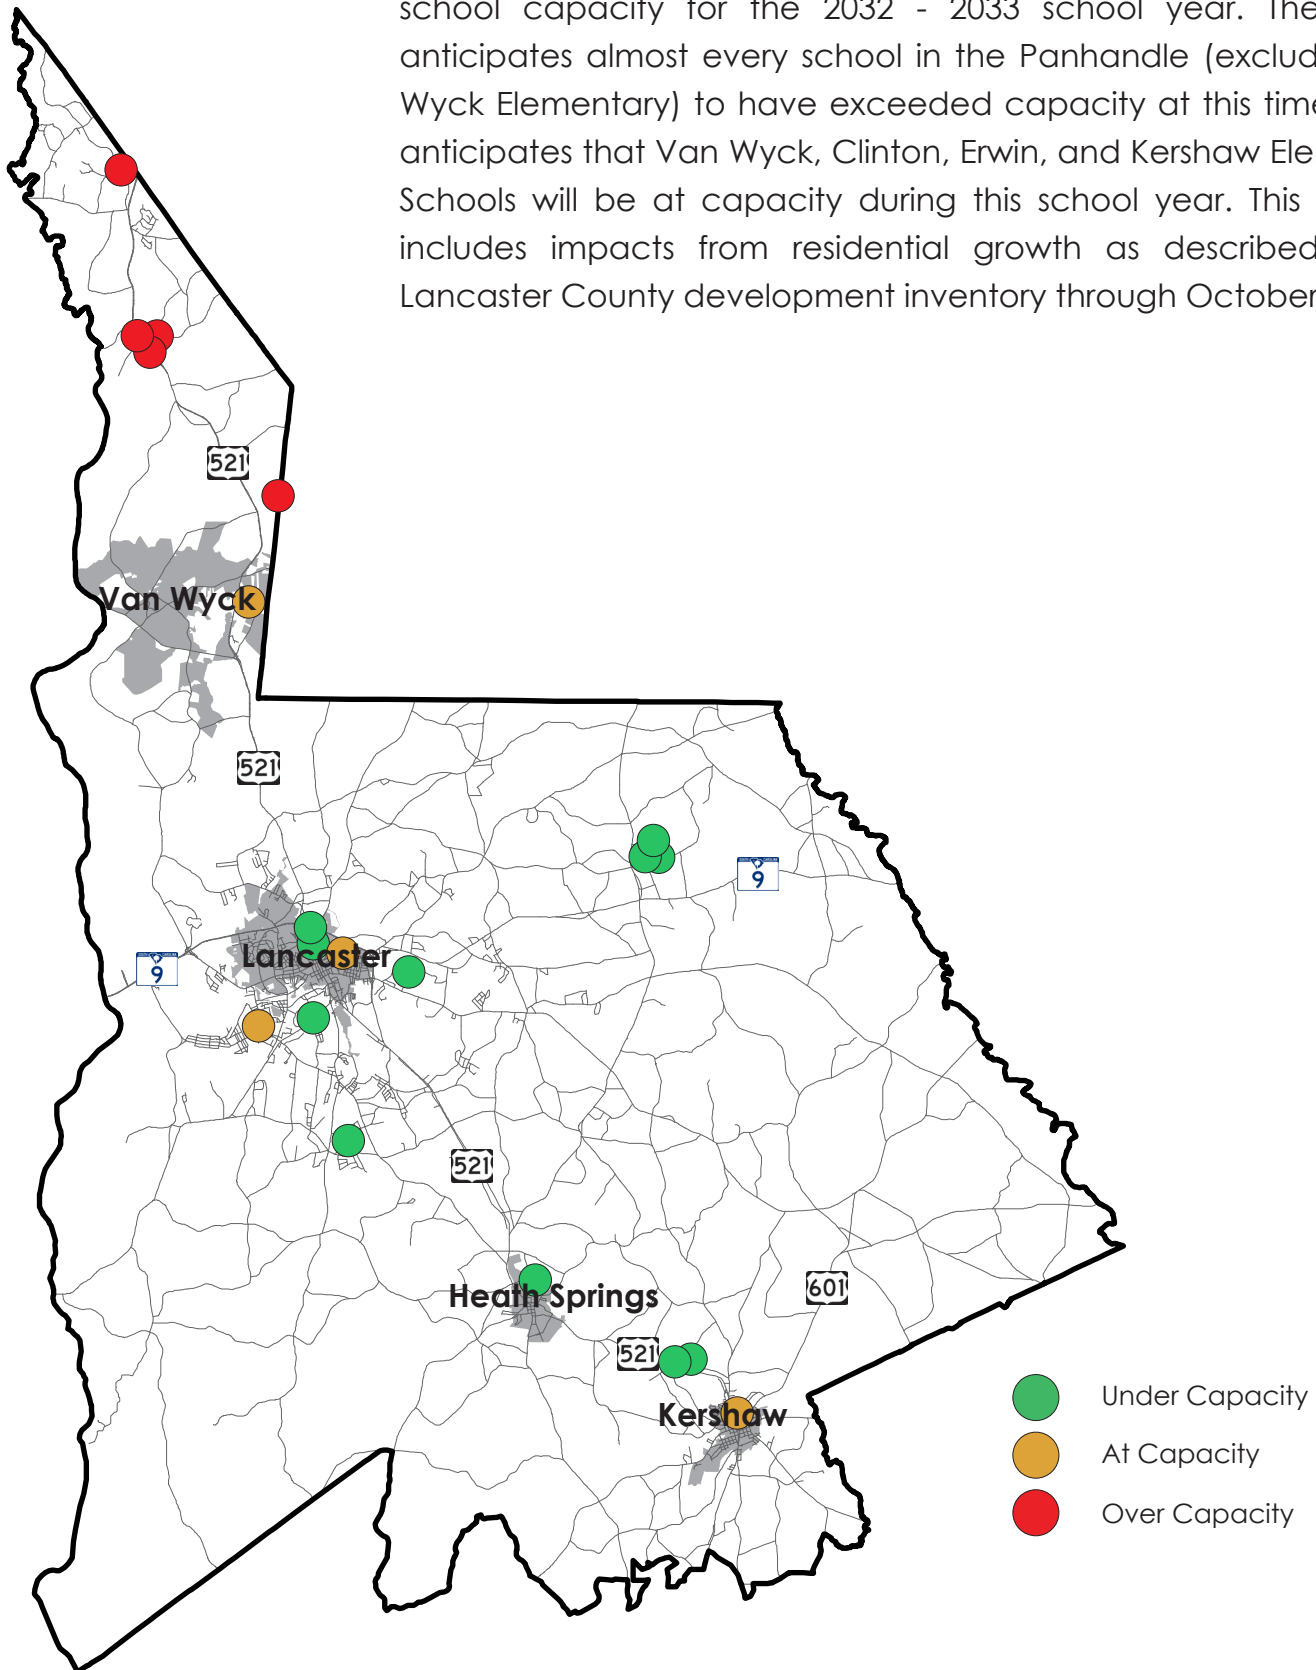 school capacity for the 2032 - 2033 school year. The
anticipates almost every school in the Panhandle (exclud
Wyck Elementary) to have exceeded capacity at this time
anticipates that Van Wyck, Clinton, Erwin, and Kershaw Ele
Schools will be at capacity during this school year. This
includes impacts from residential growth as described
Lancaster County development inventory through October
521
Van Wyck
521
9
Lancaster
9
521
Heath Springs
601
521
Kershaw
Under Capacity
At Capacity
Over Capacity